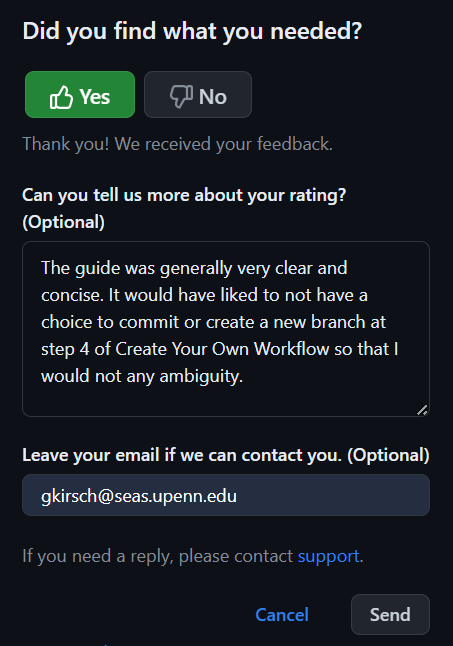 Did you find what you needed?
Yes
No
Thank you! We received your feedback.
Can you tell us more about your rating?
(Optional)
The guide was generally very clear and
concise. It would have liked to not have a
choice to commit or create a new branch at
step 4 of Create Your Own Workflow so that I
would not any ambiguity.
Leave your email if we can contact you. (Optional)
gkirsch@seas.upenn.edu
If you need a reply, please contact support.
Cancel
Send